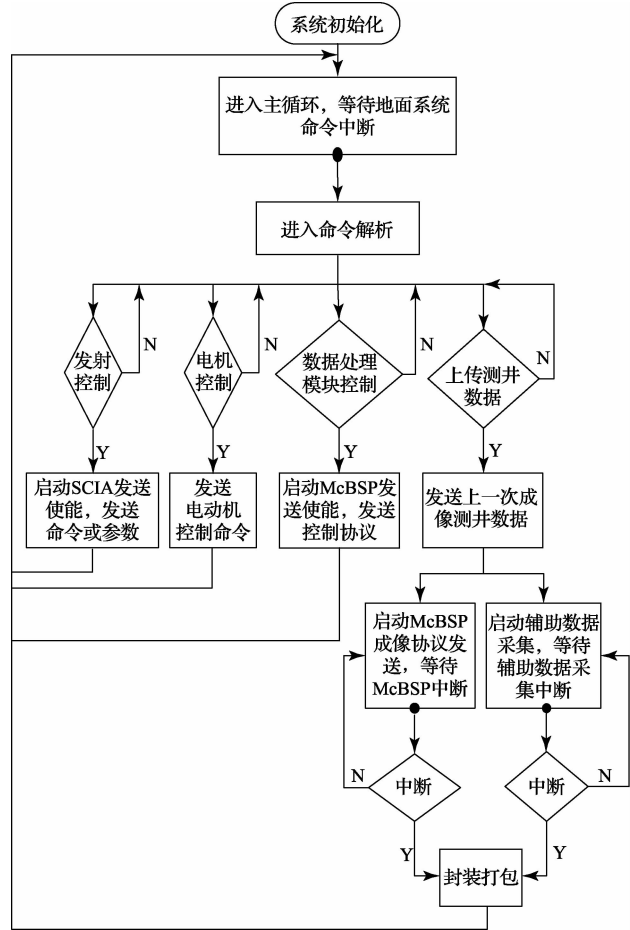 系统初始化
进入主循环，等待地面系统
命令中断
进入命令解析
发射
控制
N
Y
电机
控制
N
Y
数据处理
模块控制
N
Y
上传测井
数据
N
Y
启动SCIA发送
使能，发送
命令或参数
发送
电动机
控制命令
启动McBSP发
送使能，发送
控制协议
发送上一次成
像测井数据
启动McBSP
成像协议发
送，等待
McBSP中断
启动辅助数据
采集，等待
辅助数据采
集中断
N
中断
Y
中断
N
Y
封装打包